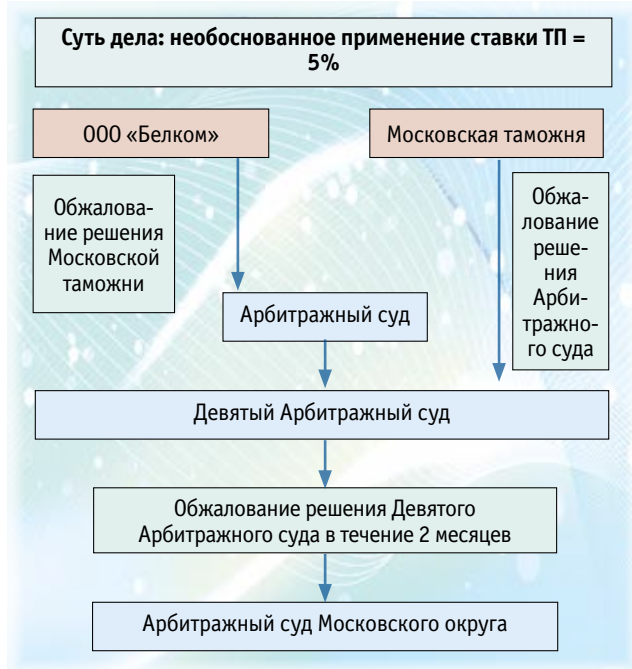 Суть дела: необоснованное применение ставки ТП =
5%
ООО «Белком»
Московская таможня
Обжалова-
ние решения
Московской
таможни
Обжа-
лование
реше-
ния
Арби-
тражно-
го суда
Арбитражный суд
Девятый Арбитражный суд
Обжалование решения Девятого
Арбитражного суда в течение 2 месяцев
Арбитражный суд Московского округа